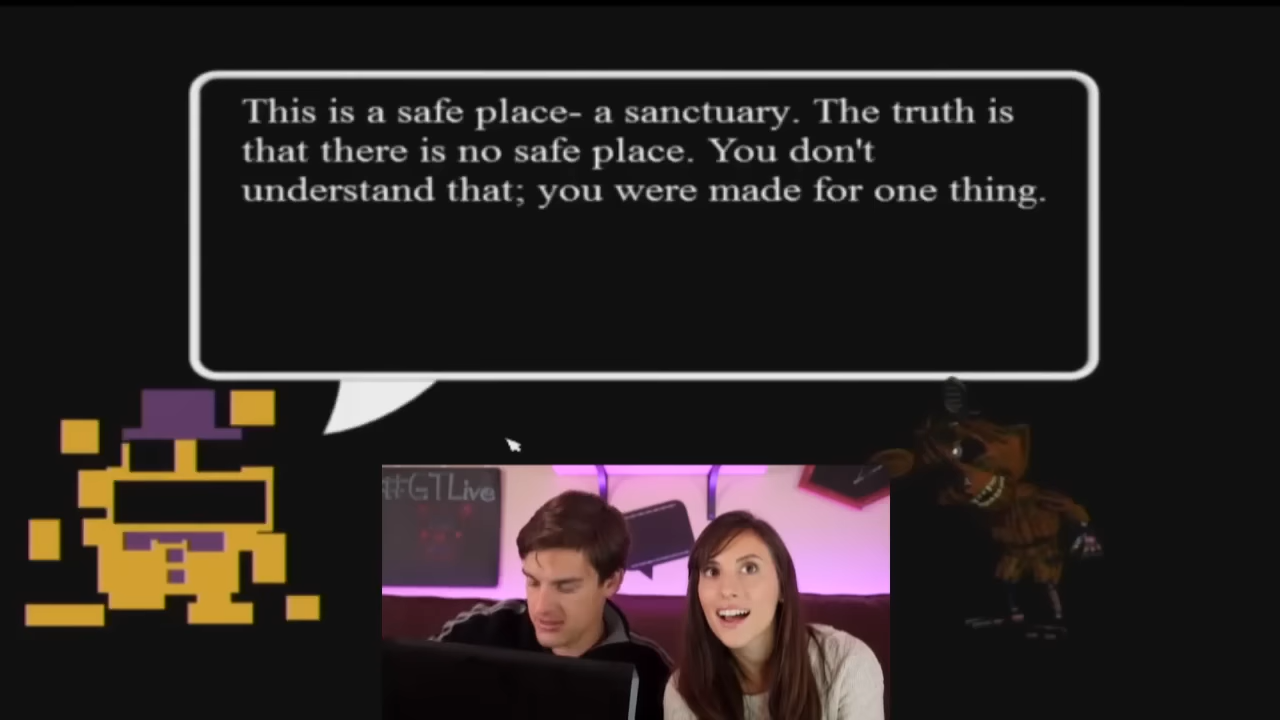 This is a safe place- a sanctuary. The truth is
that there is no safe place. You don't
understand that; you were made for one thing.
#GTLive